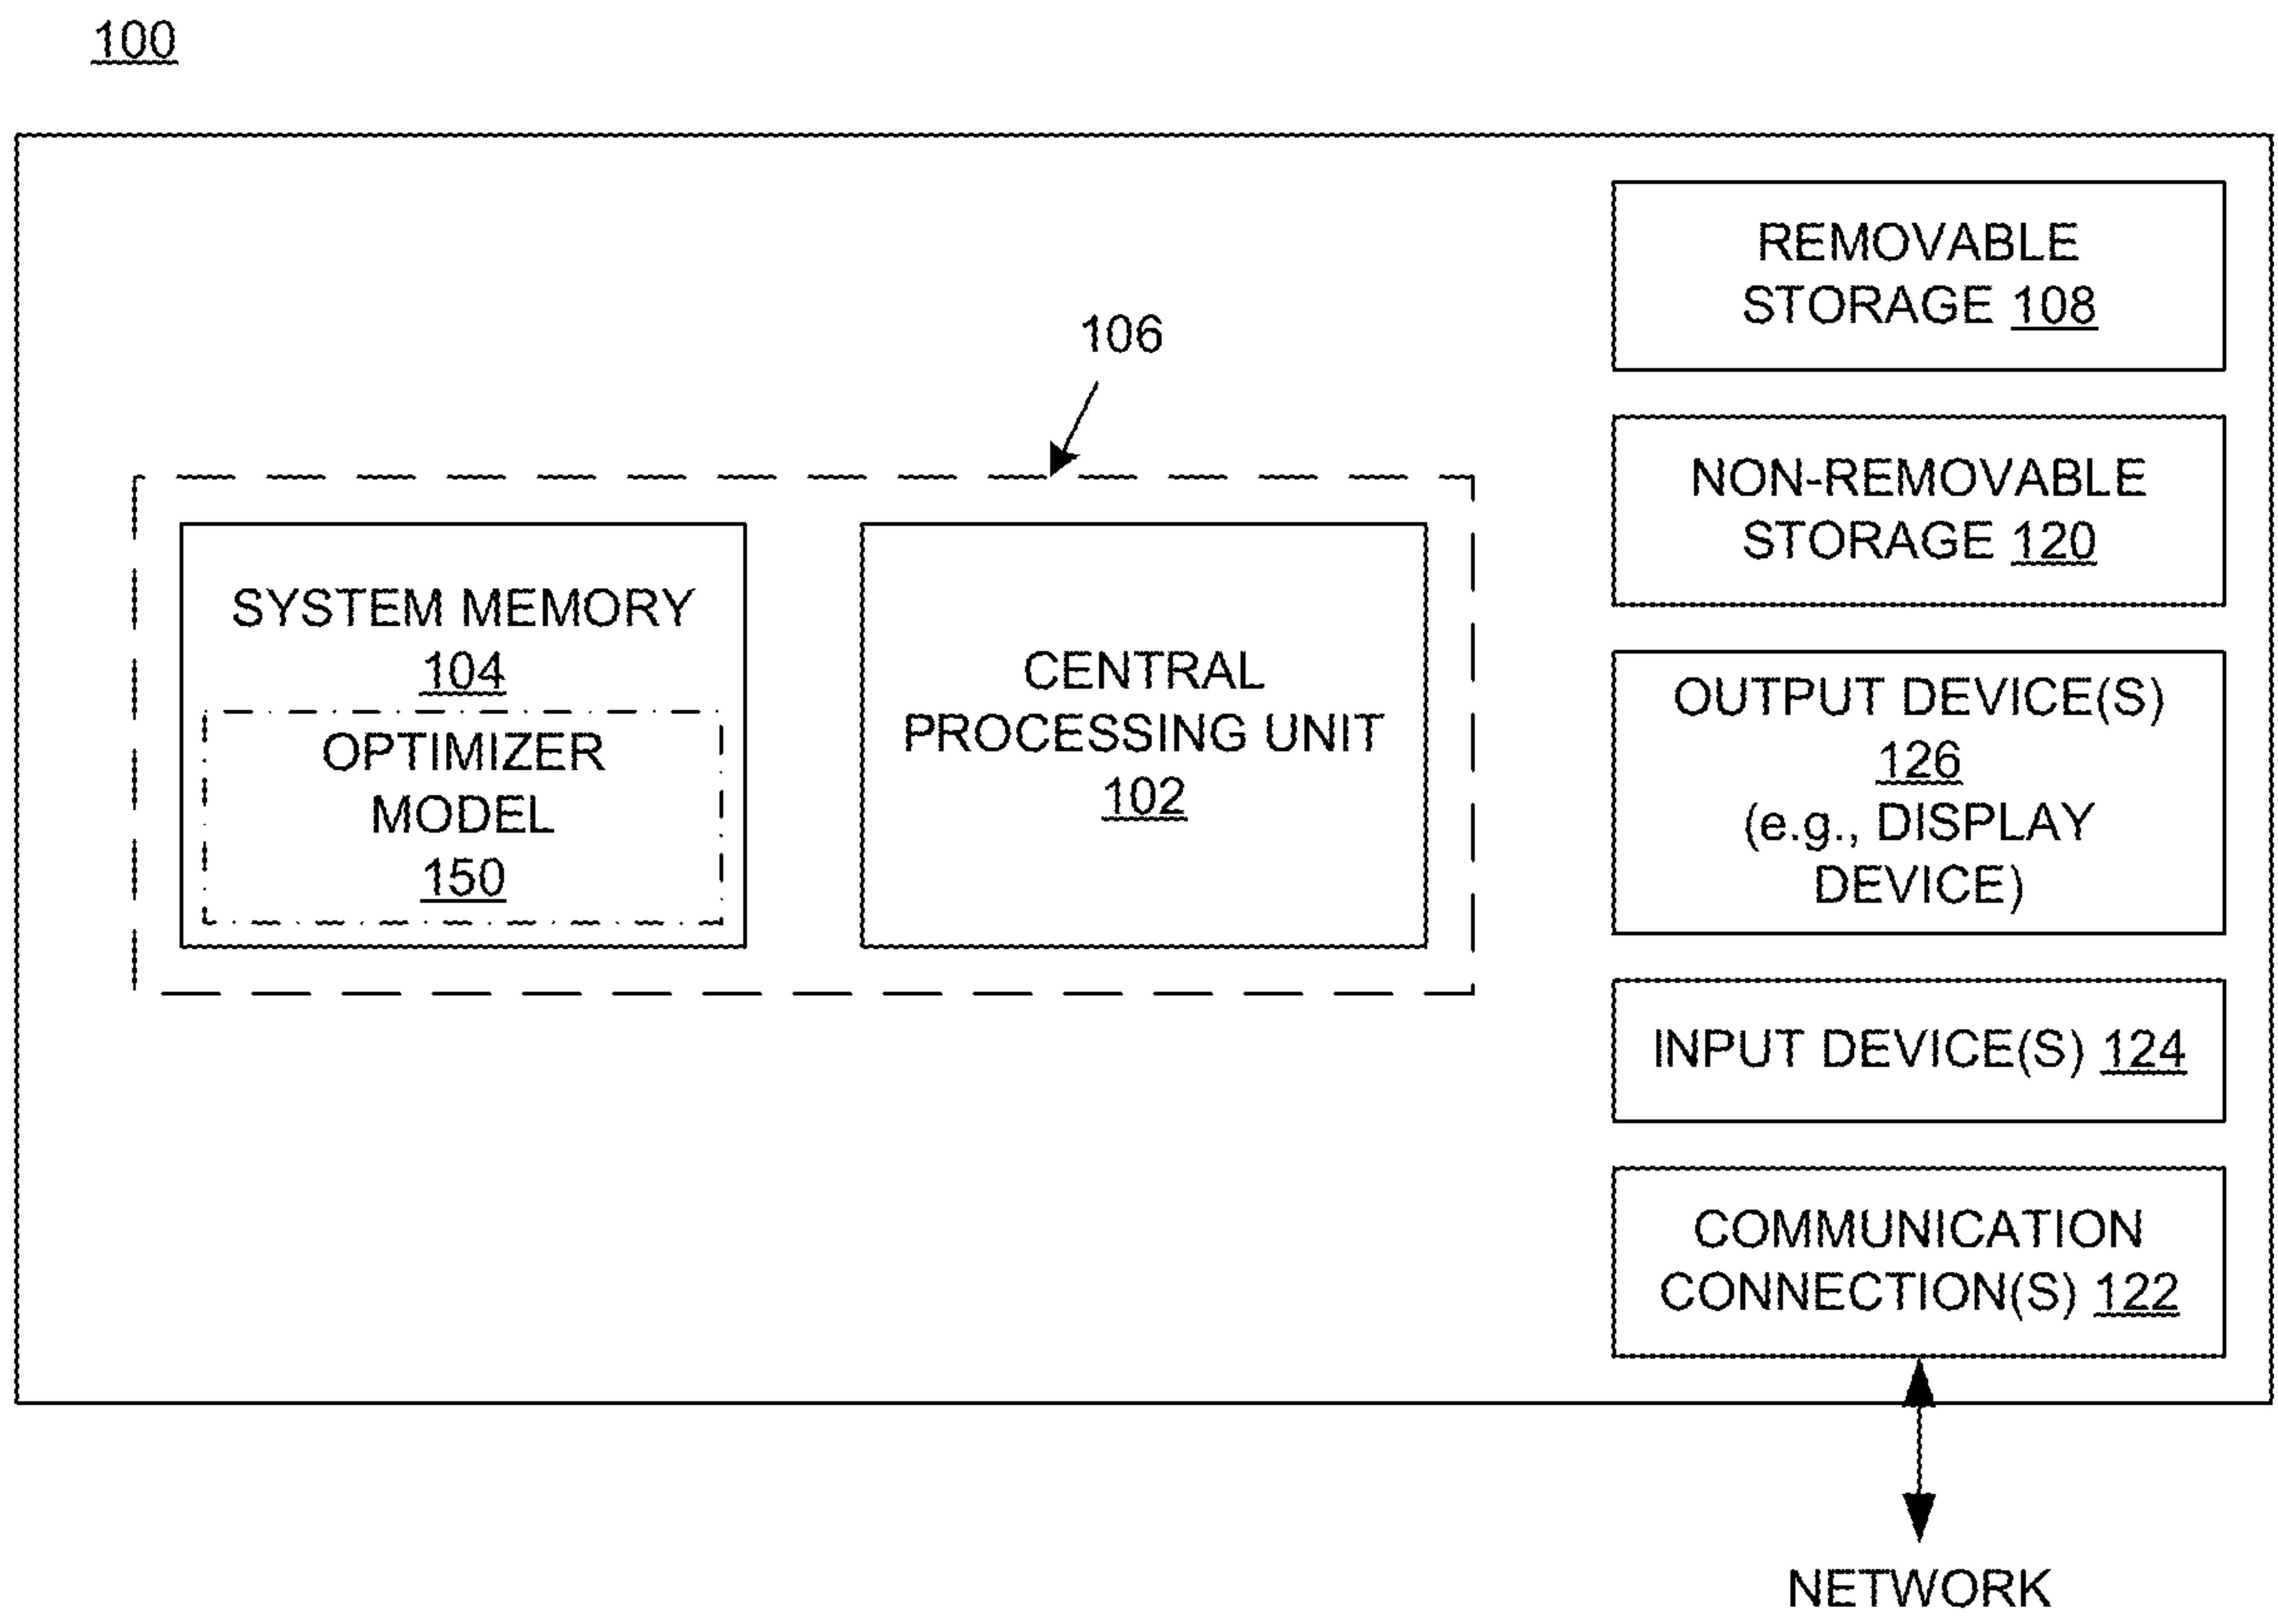 100
106
SYSTEM MEMORY
104
OPTIMIZER
MODEL
150
CENTRAL
PROCESSING UNIT
102
REMOVABLE
STORAGE 108
NON-REMOVABLE
STORAGE 120
OUTPUT DEVICE(S)
126
(e.g., DISPLAY
DEVICE)
INPUT DEVICE(S) 124
COMMUNICATION
CONNECTION(S) 122
NETWORK